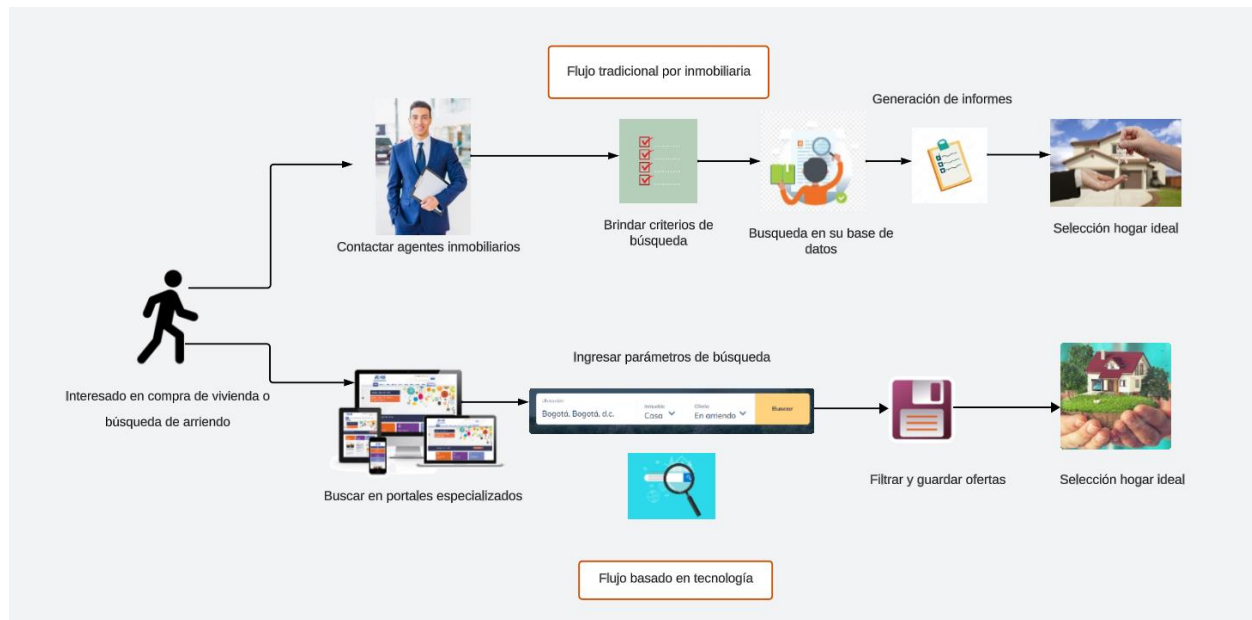 Flujo tradicional por inmobiliaria
Generación de informes
Contactar agentes inmobiliarios
Brindar criterios de
búsqueda
Busqueda en su base de
datos
Selección hogar ideal
Interesado en compra de vivienda o
búsqueda de arriendo
Ingresar parámetros de búsqueda
Bogotá, Bogotá, d.c.
Inmueble
Casa
Oferta
En arriendo
Buscar
Buscar en portales especializados
Filtrar y guardar ofertas
Selección hogar ideal
Flujo basado en tecnología